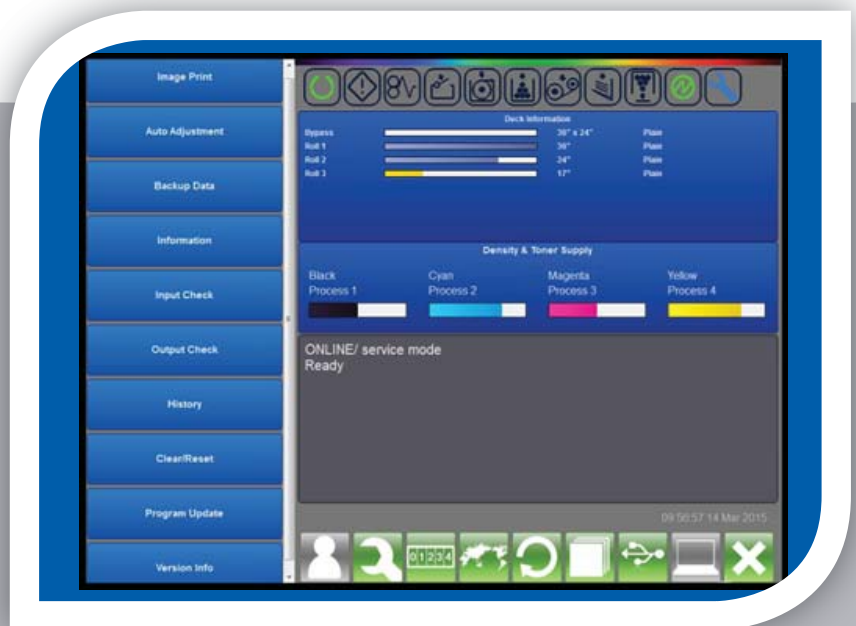 Image Print
Auto Adjustment
Backup Data
Information
Input Check
Output Check
History
Clear/Reset
Program Update
Version Info
Deck Information
Bypass 36" x 24" Plain
Roll 1 36" Plain
Roll 2 24" Plain
Roll 3 17" Plain
Density & Toner Supply
Black Cyan Magenta Yellow
Process 1 Process 2 Process 3 Process 4
ONLINE/ service mode
Ready
09:56:57 14 Mar 2015
01234